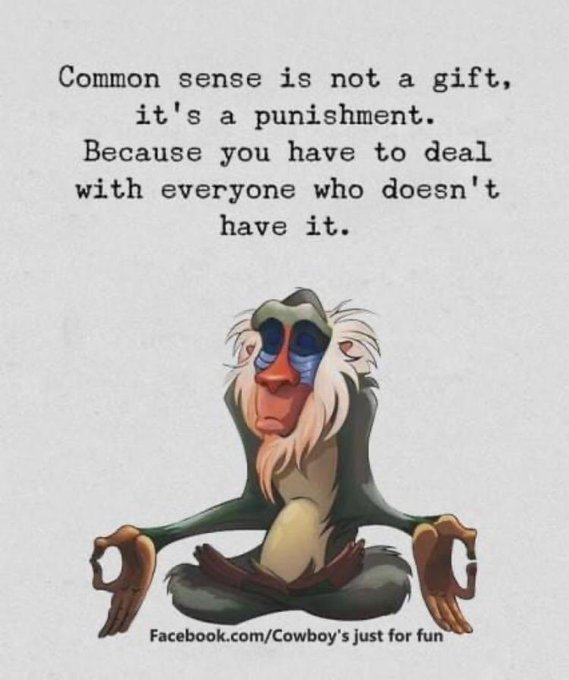 Common sense is not a gift,
it's a punishment.
Because you have to deal
with everyone who doesn't
have it.
Facebook.com/Cowboy's just for fun